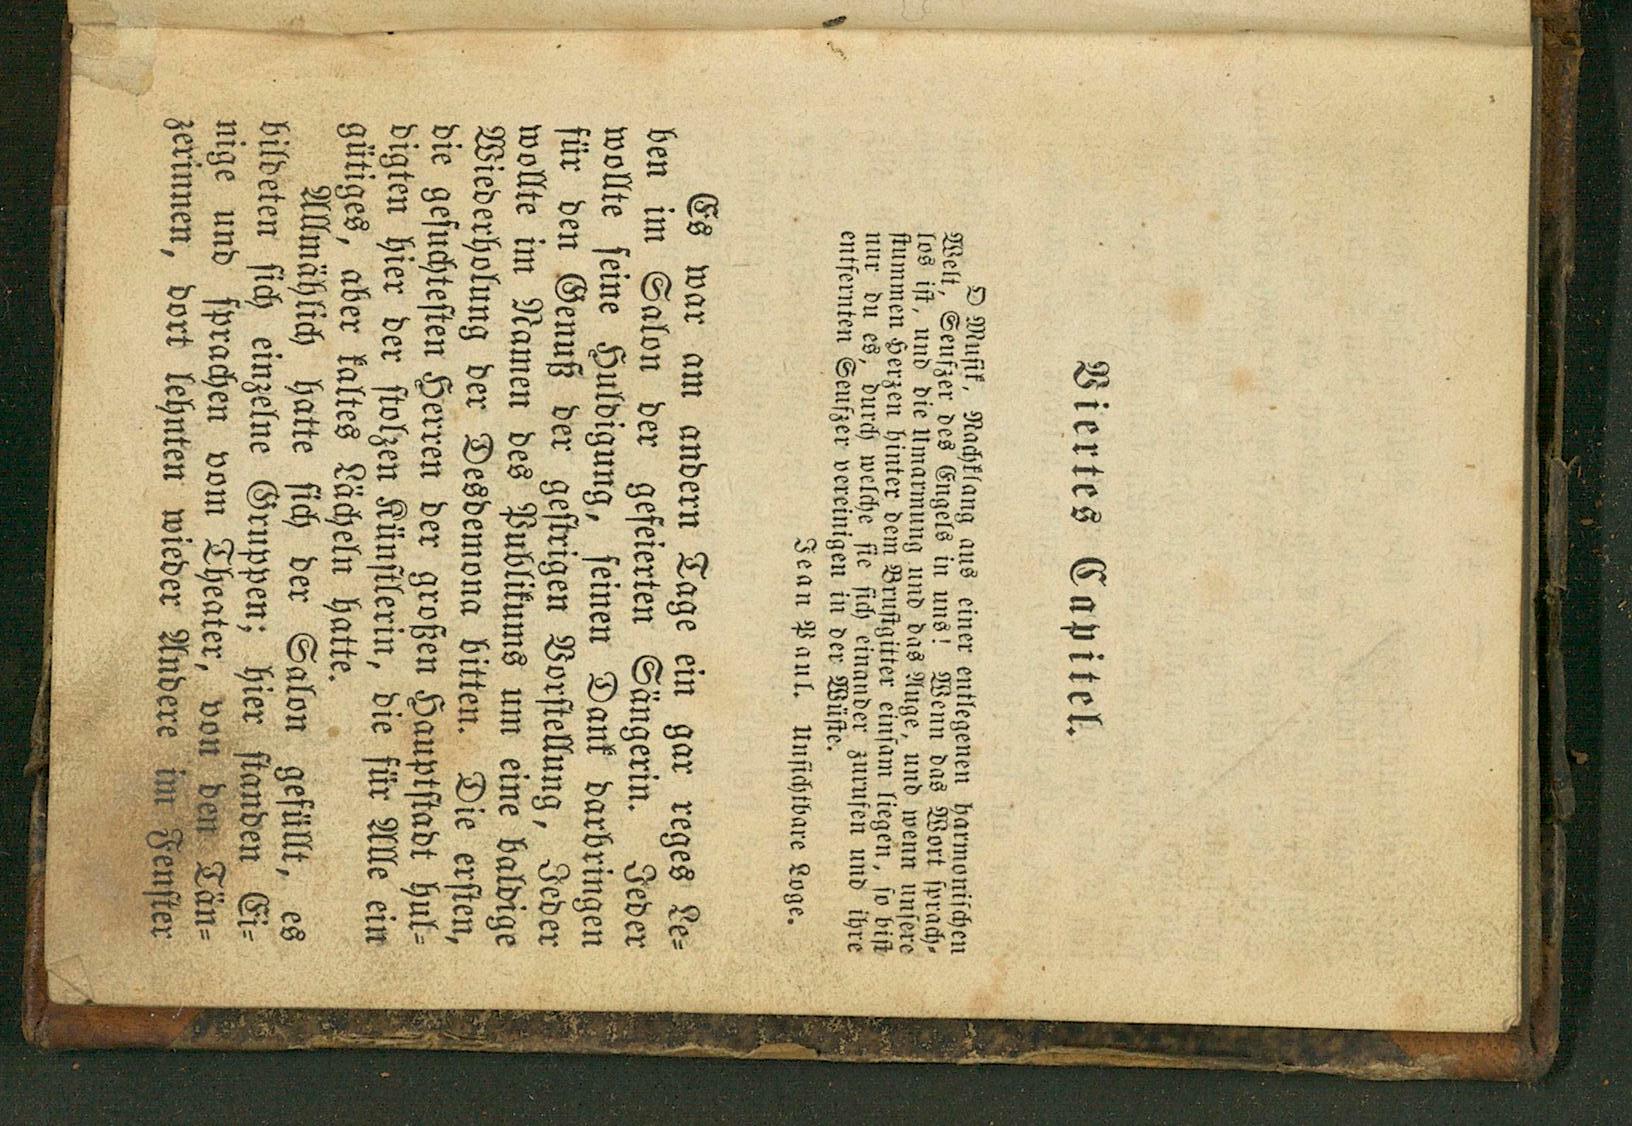 Viertes Capitel.
O Musik, Nachklang aus einer entlegenen harmonischen
Welt, Seufzer des Engels in uns! Wenn das Wort sprach-
los ist, und die Umarmung und das Auge, und wenn unsere
stummen Herzen hinter dem Brustgitter einsam liegen, so bist
nur du es, durch welche sie sich einander zurufen und ihre
entfernten Seufzer vereinigen in der Wüste.
Jean Paul. Unsichtbare Loge.
Es war am andern Tage ein gar reges Le-
ben im Salon der gefeierten Sängerin. Jeder
wollte seine Huldigung, seinen Dank darbringen
für den Genuß der gestrigen Vorstellung, Jeder
wollte im Namen des Publikums um eine baldige
Wiederholung der Desdemona bitten. Die ersten,
die gesuchtesten Herren der großen Hauptstadt hul-
digten hier der stolzen Künstlerin, die für Alle ein
gütiges, aber kaltes Lächeln hatte.
Allmählich hatte sich der Salon gefüllt, es
bildeten sich einzelne Gruppen; hier standen Ei-
nige und sprachen vom Theater, von den Tän-
zerinnen, dort lehnten wieder Andere im Fenster